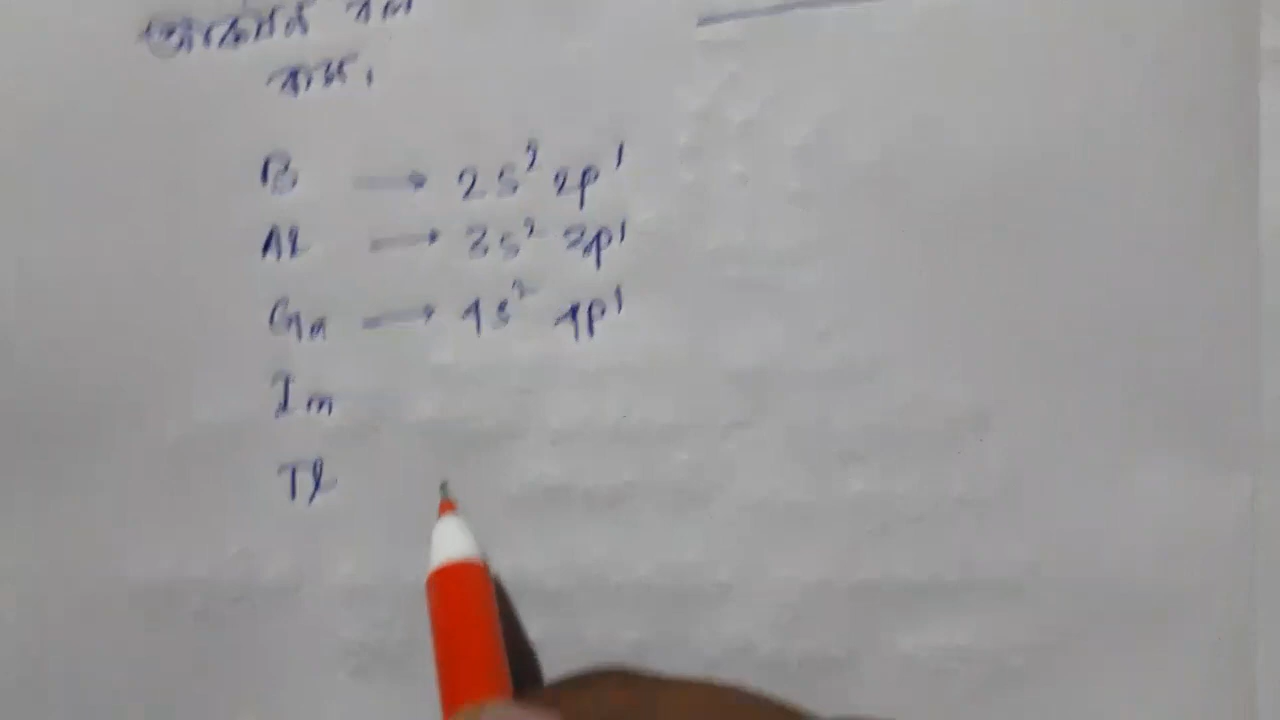 B → 2s² 2p¹
Al → 3s² 3p¹
Ga → 4s² 4p¹
In
Tl